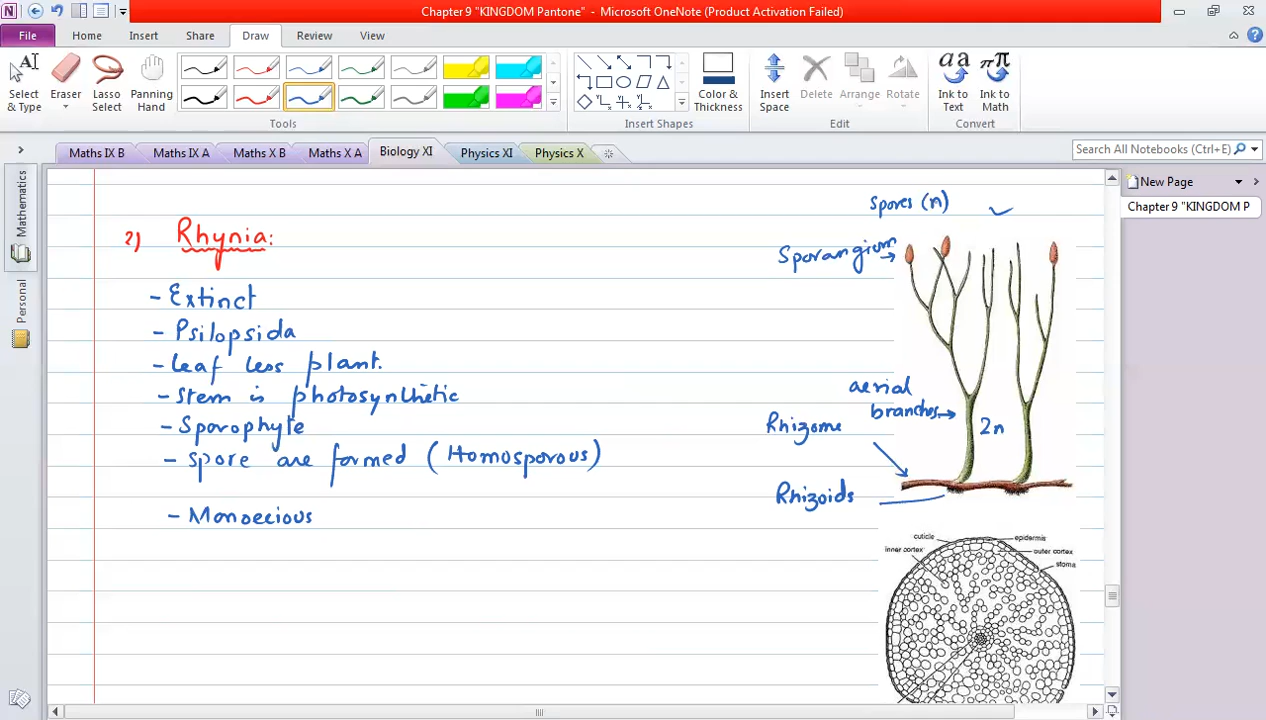 Chapter 9 "KINGDOM Pantone" - Microsoft OneNote (Product Activation Failed)
File Home Insert Share Draw Review View
Select & Type
Eraser
Lasso Select
Panning Hand
Color & Thickness
Insert Space
Delete
Arrange
Rotate
Ink to Text
Ink to Math
Tools
Insert Shapes
Edit
Convert
Maths IX B Maths IX A Maths X B Maths X A Biology XI Physics XI Physics X
Search All Notebooks (Ctrl+E)
New Page
Chapter 9 "KINGDOM P
Mathematics
Personal
2) Rhynia:
- Extinct
- Psilopsida
- Leaf less plant.
- Stem is photosynthetic
- Sporophyte
- Spore are formed (Homosporous)
- Monoecious
Spores (n)
Sporangium
aerial
branches
2n
Rhizome
Rhizoids
cuticle
epidermis
inner cortex
outer cortex
stoma